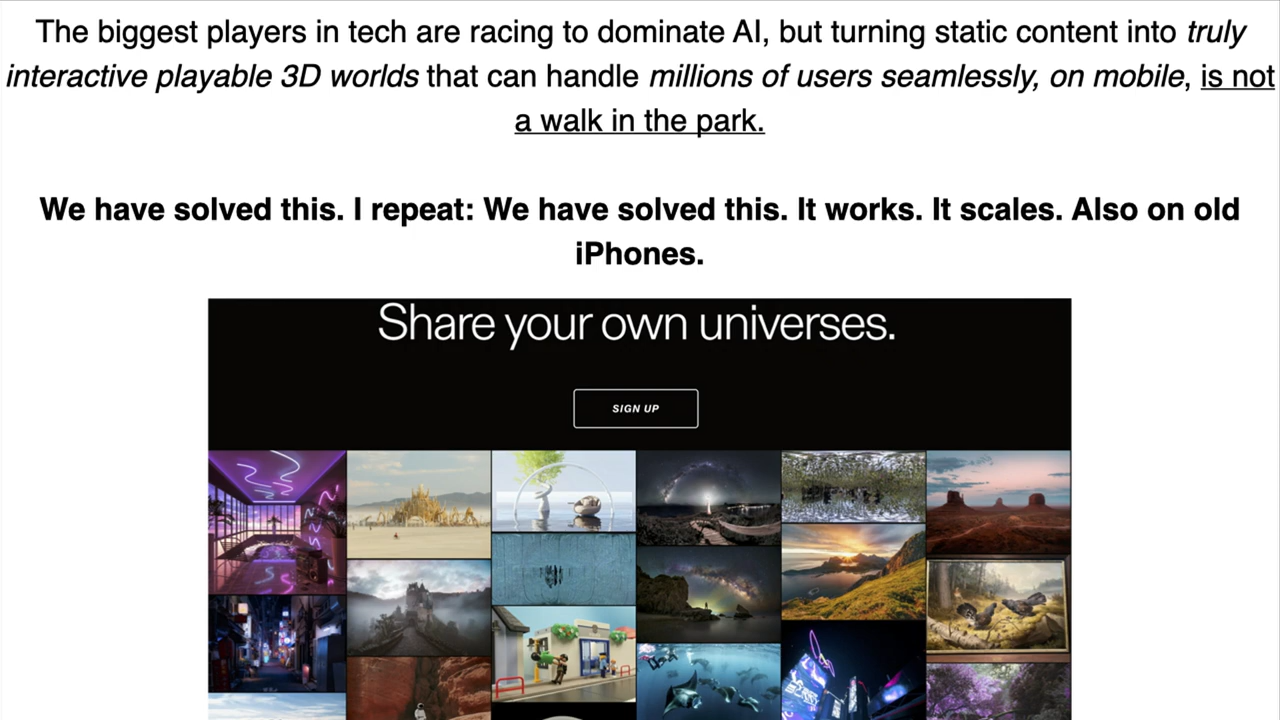 The biggest players in tech are racing to dominate AI, but turning static content into truly
interactive playable 3D worlds that can handle millions of users seamlessly, on mobile, is not
a walk in the park.
We have solved this. I repeat: We have solved this. It works. It scales. Also on old
iPhones.
Share your own universes.
SIGN UP